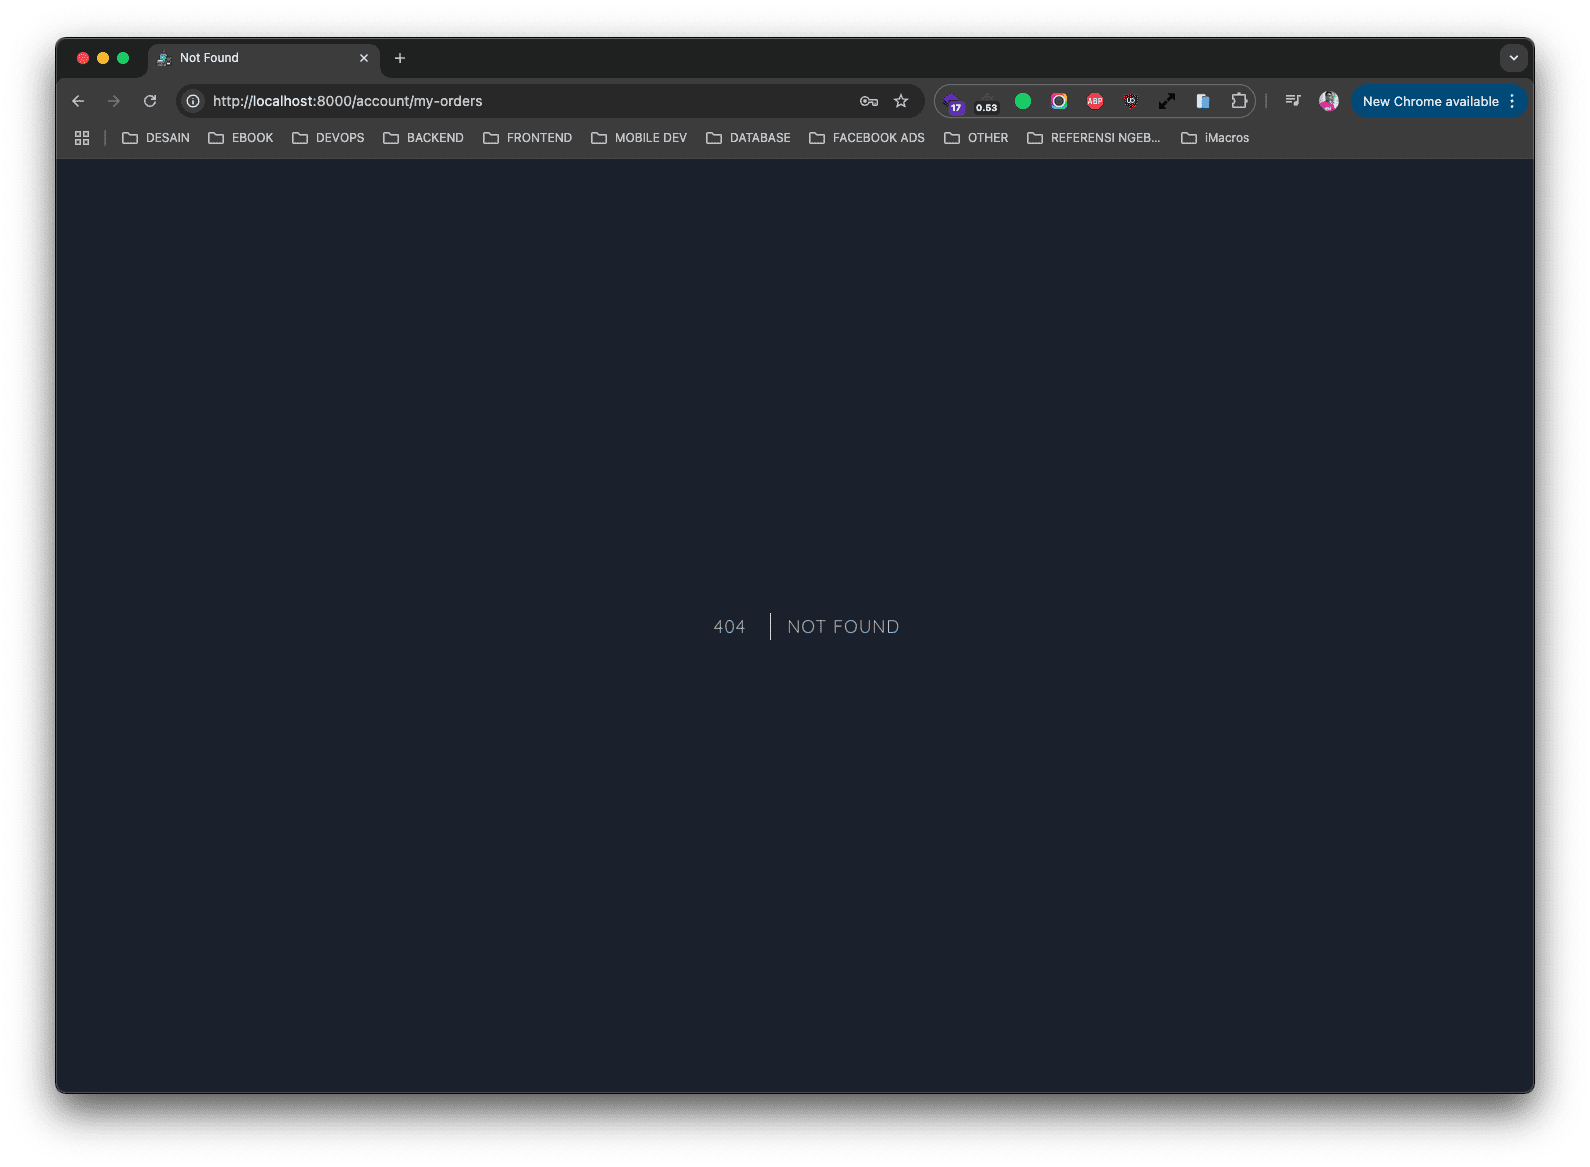 Not Found
http://localhost:8000/account/my-orders
17
0.53
ABP
New Chrome available
DESAIN
EBOOK
DEVOPS
BACKEND
FRONTEND
MOBILE DEV
DATABASE
FACEBOOK ADS
OTHER
REFERENSI NGEB...
iMacros
404
NOT FOUND